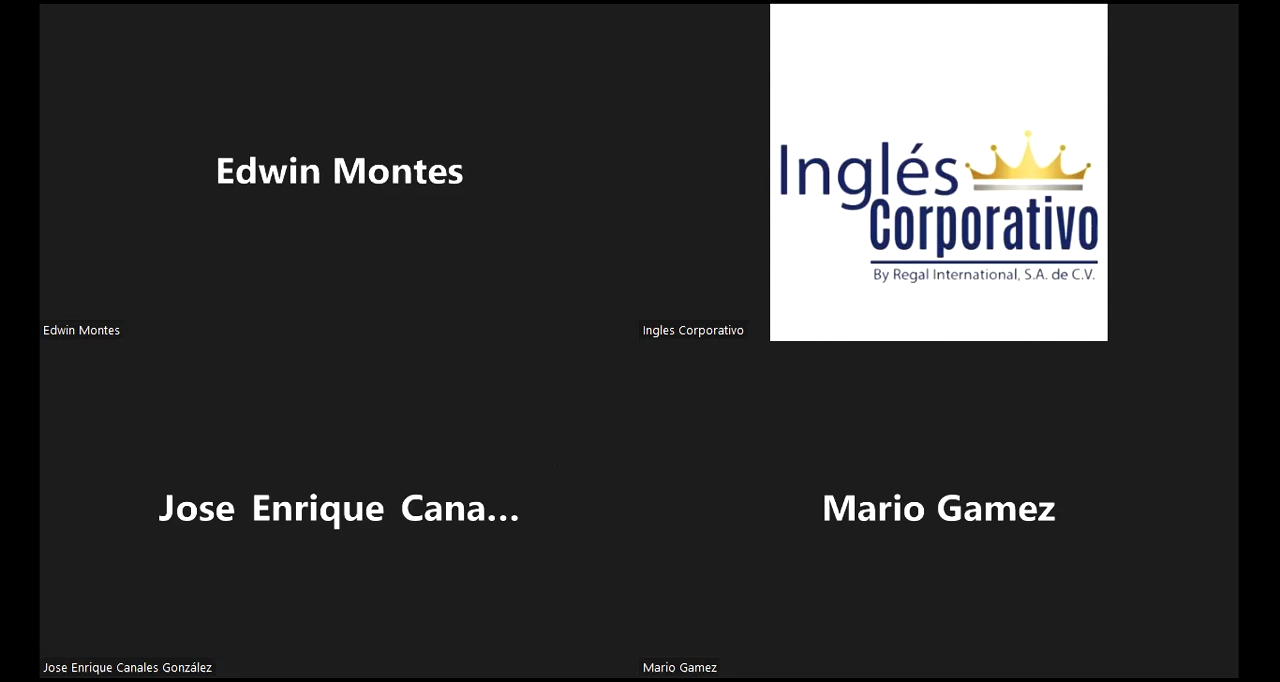 Edwin Montes
Edwin Montes
Inglés
Corporativo
By Regal International, S.A. de C.V.
Ingles Corporativo
Jose Enrique Cana...
Jose Enrique Canales González
Mario Gamez
Mario Gamez